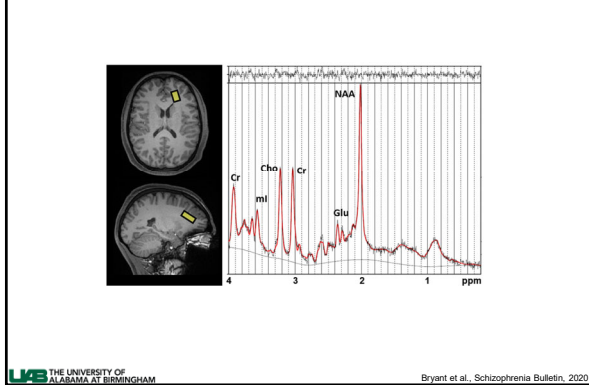 NAA
Cho
Cr
Cr
mI
Glu
4 3 2 1 ppm
UAB THE UNIVERSITY OF
ALABAMA AT BIRMINGHAM
Bryant et al., Schizophrenia Bulletin, 2020